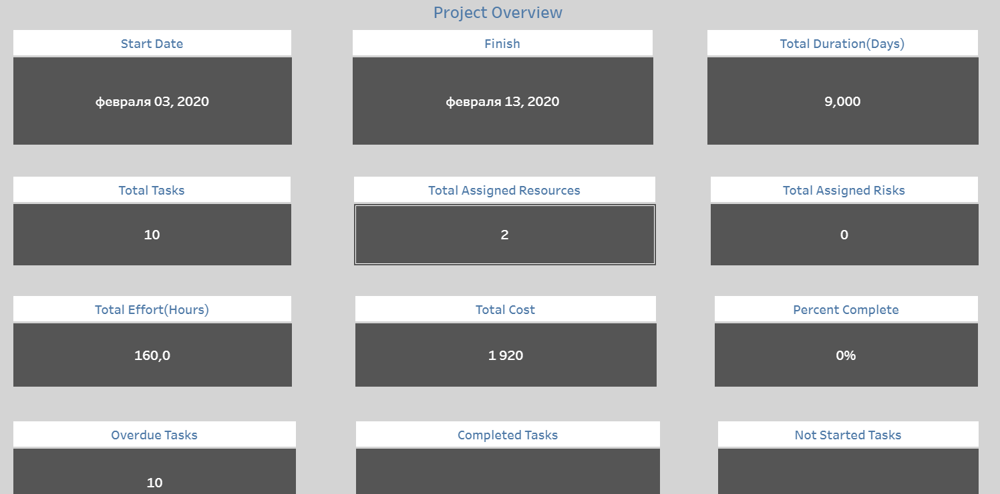 Project Overview
Start Date
Finish
Total Duration(Days)
февраля 03, 2020
февраля 13, 2020
9,000
Total Tasks
Total Assigned Resources
Total Assigned Risks
10
2
0
Total Effort(Hours)
Total Cost
Percent Complete
160,0
1 920
0%
Overdue Tasks
Completed Tasks
Not Started Tasks
10